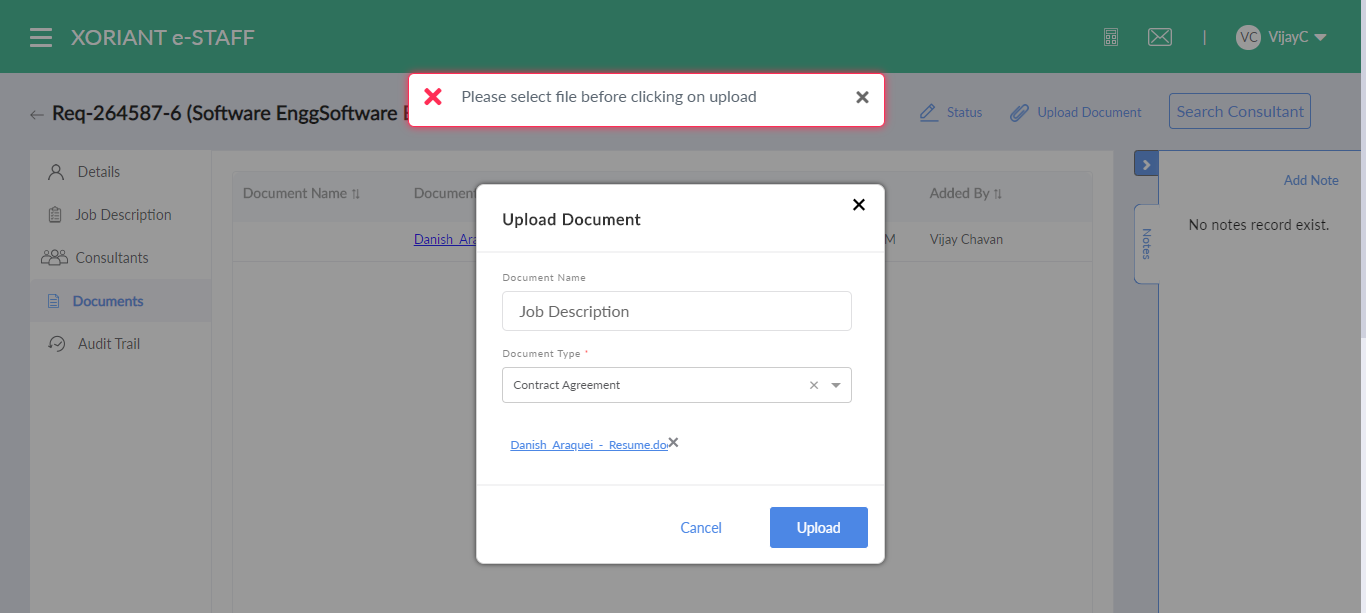 XORIANT e-STAFF
VC VijayC
Please select file before clicking on upload
Req-264587-6 (Software EnggSoftware
Status
Upload Document
Search Consultant
Details
Job Description
Consultants
Documents
Audit Trail
Document Name
Document
Added By
Danish_Ara
M
Vijay Chavan
Upload Document
Document Name
Job Description
Document Type *
Contract Agreement
Danish_Araquei_-_Resume.do
Cancel
Upload
Add Note
No notes record exist.
Notes